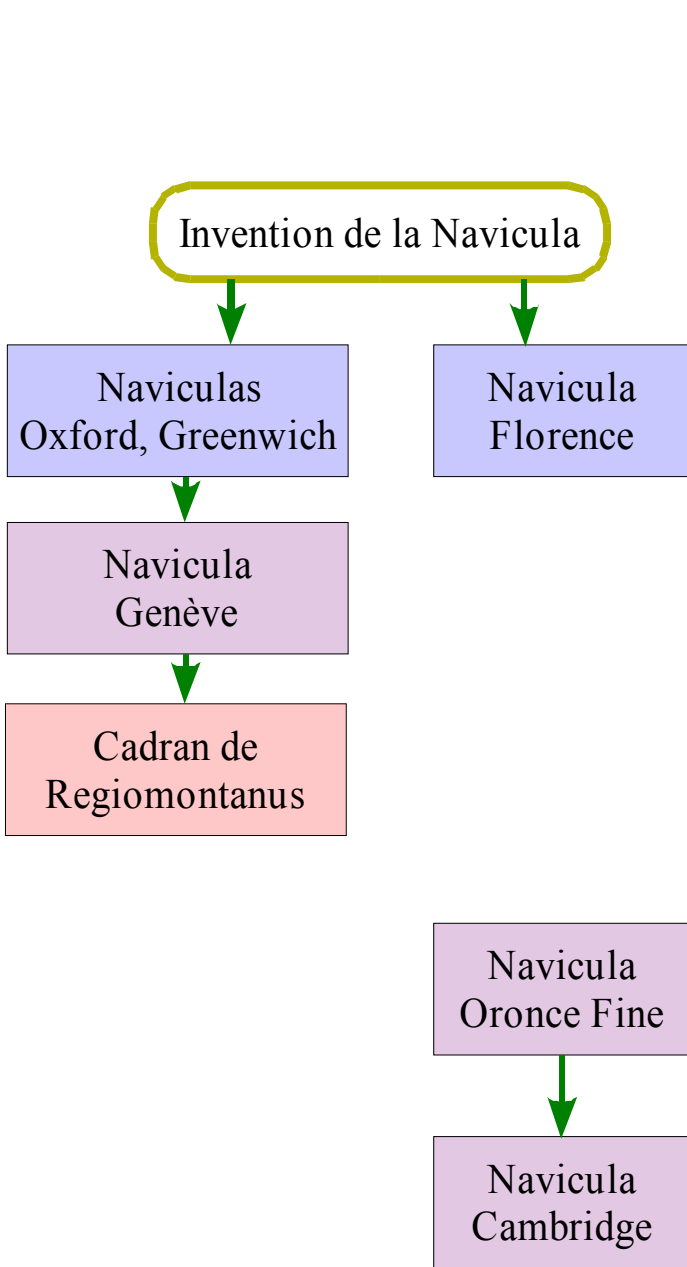 Invention de la Navicula
Naviculas
Oxford, Greenwich
Navicula
Florence
Navicula
Genève
Cadran de
Regiomontanus
Navicula
Oronce Fine
Navicula
Cambridge